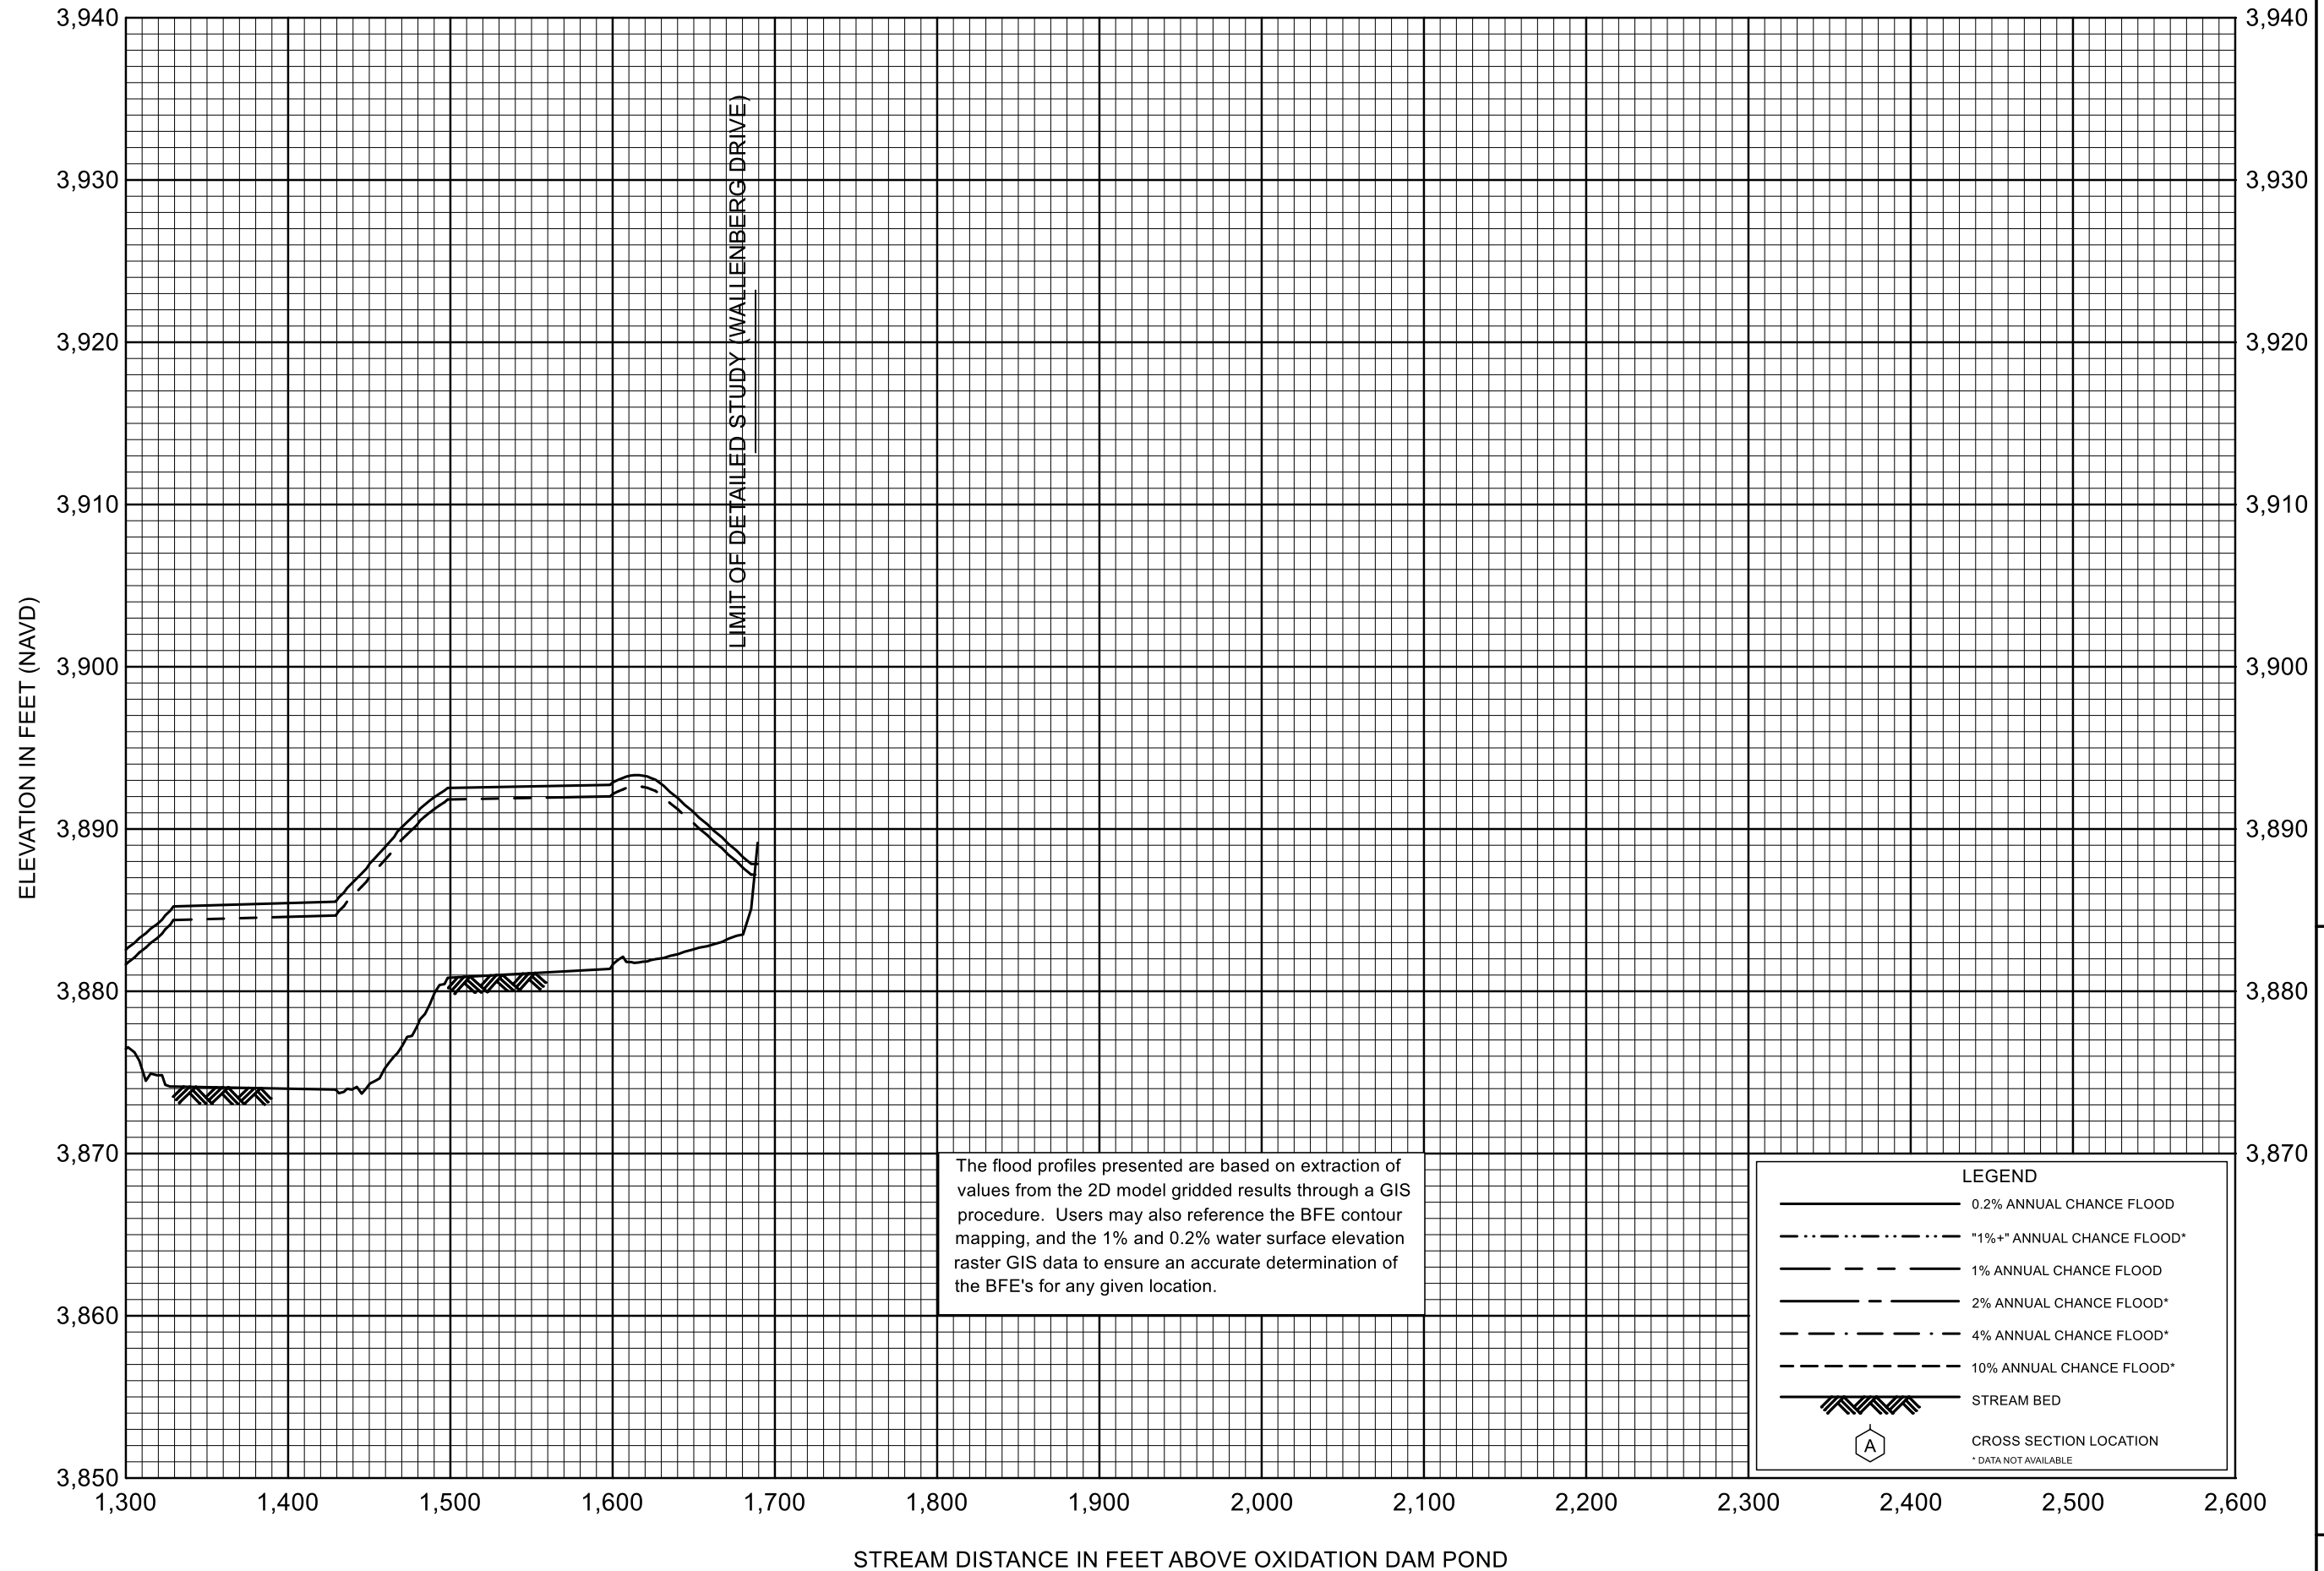 3,940
3,930
3,920
3,910
3,900
3,890
3,880
3,870
3,860
3,850
ELEVATION IN FEET (NAVD)
LIMIT OF DETAILED STUDY (WALLENBERG DRIVE)
3,940
3,930
3,920
3,910
3,900
3,890
3,880
3,870
The flood profiles presented are based on extraction of
values from the 2D model gridded results through a GIS
procedure. Users may also reference the BFE contour
mapping, and the 1% and 0.2% water surface elevation
raster GIS data to ensure an accurate determination of
the BFE's for any given location.
LEGEND
0.2% ANNUAL CHANCE FLOOD
"1%+" ANNUAL CHANCE FLOOD*
1% ANNUAL CHANCE FLOOD
2% ANNUAL CHANCE FLOOD*
4% ANNUAL CHANCE FLOOD*
10% ANNUAL CHANCE FLOOD*
STREAM BED
A
CROSS SECTION LOCATION
* DATA NOT AVAILABLE
1,300 1,400 1,500 1,600 1,700 1,800 1,900 2,000 2,100 2,200 2,300 2,400 2,500 2,600
STREAM DISTANCE IN FEET ABOVE OXIDATION DAM POND